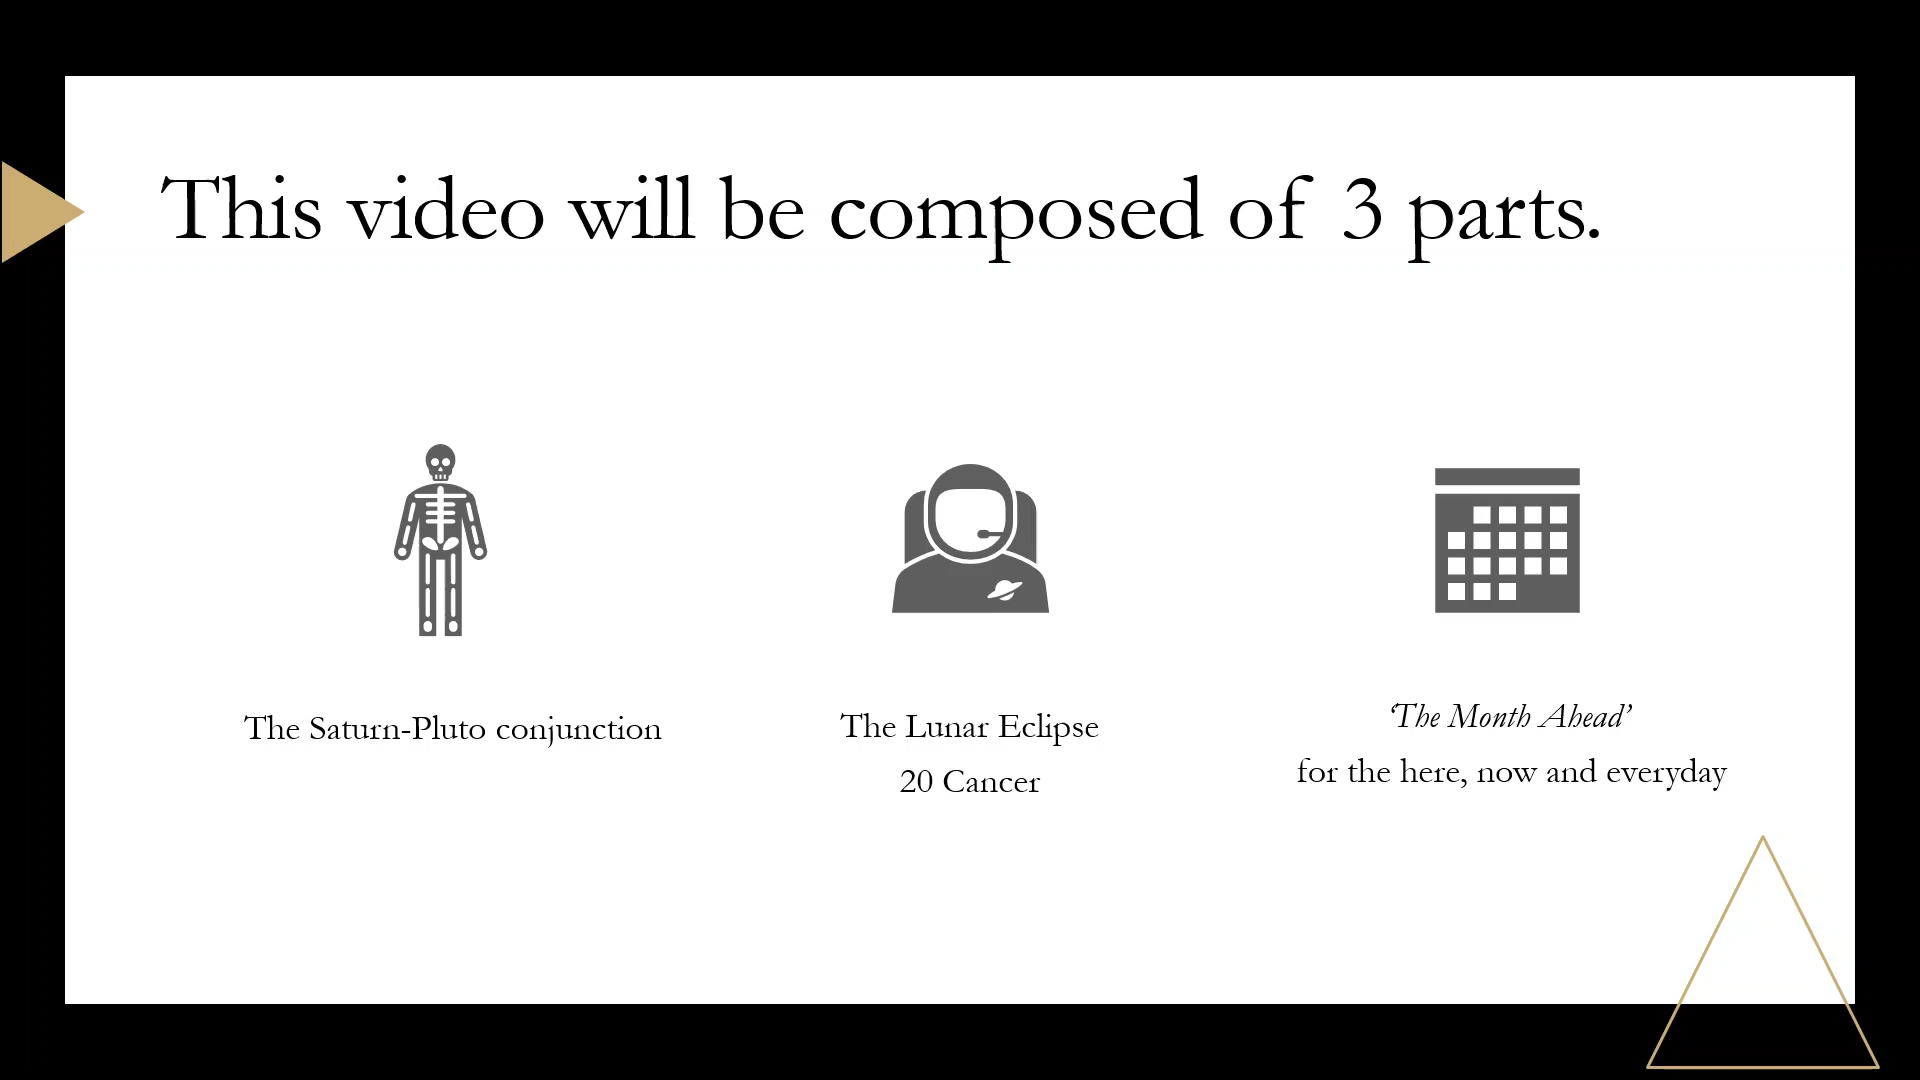 This video will be composed of 3 parts.
The Saturn-Pluto conjunction
The Lunar Eclipse
20 Cancer
‘The Month Ahead’
for the here, now and everyday